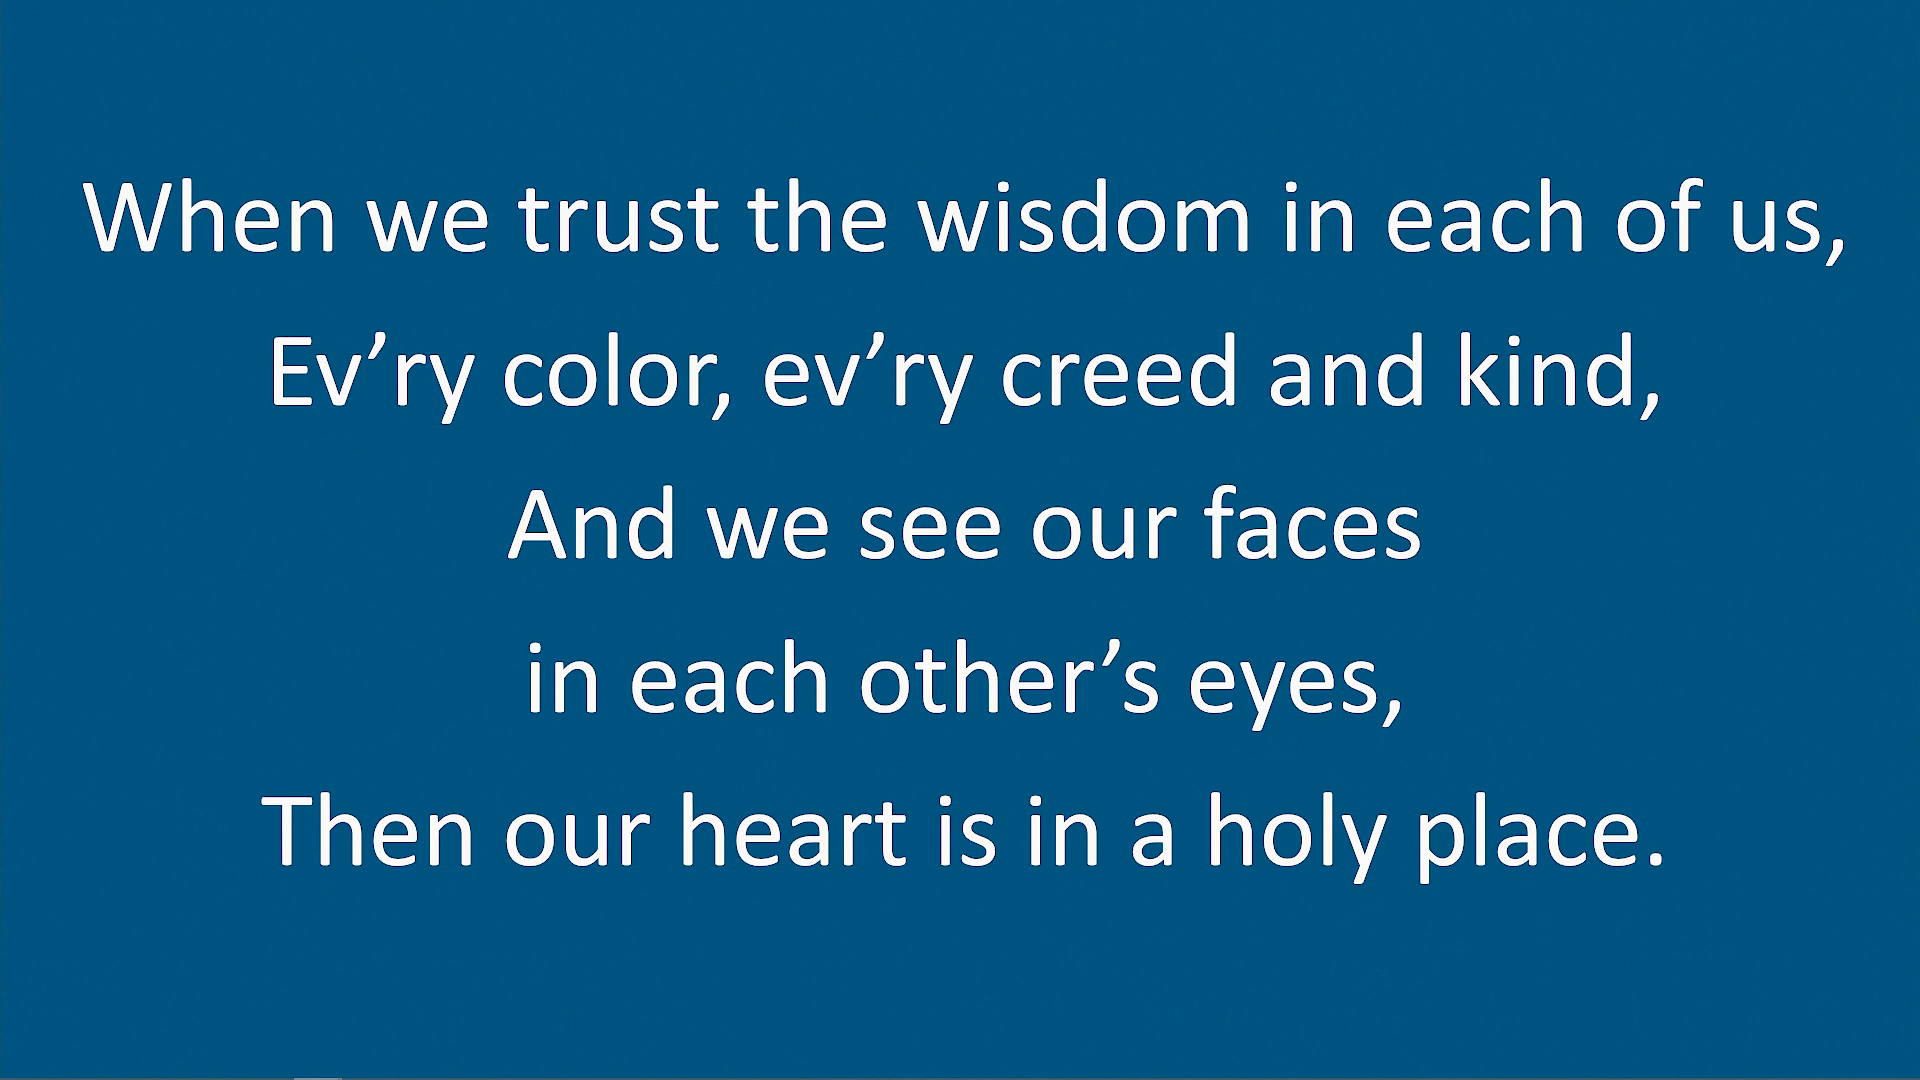 When we trust the wisdom in each of us,
Ev’ry color, ev’ry creed and kind,
And we see our faces
in each other’s eyes,
Then our heart is in a holy place.